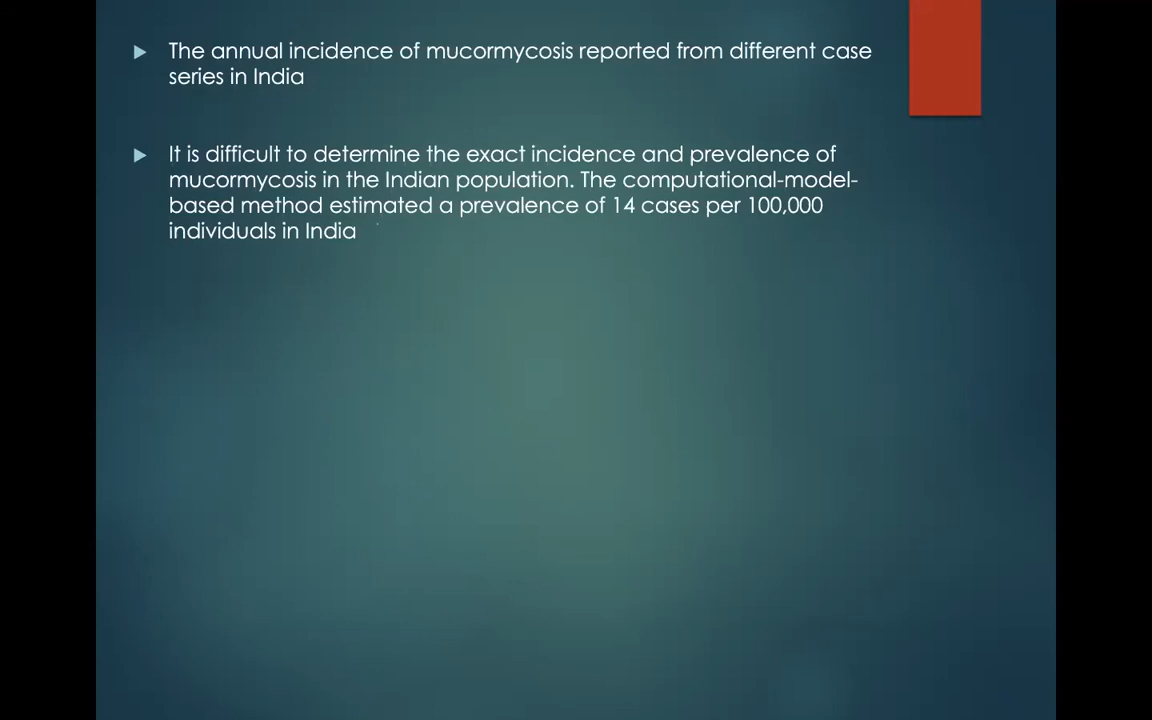 The annual incidence of mucormycosis reported from different case
series in India
It is difficult to determine the exact incidence and prevalence of
mucormycosis in the Indian population. The computational-model-
based method estimated a prevalence of 14 cases per 100,000
individuals in India